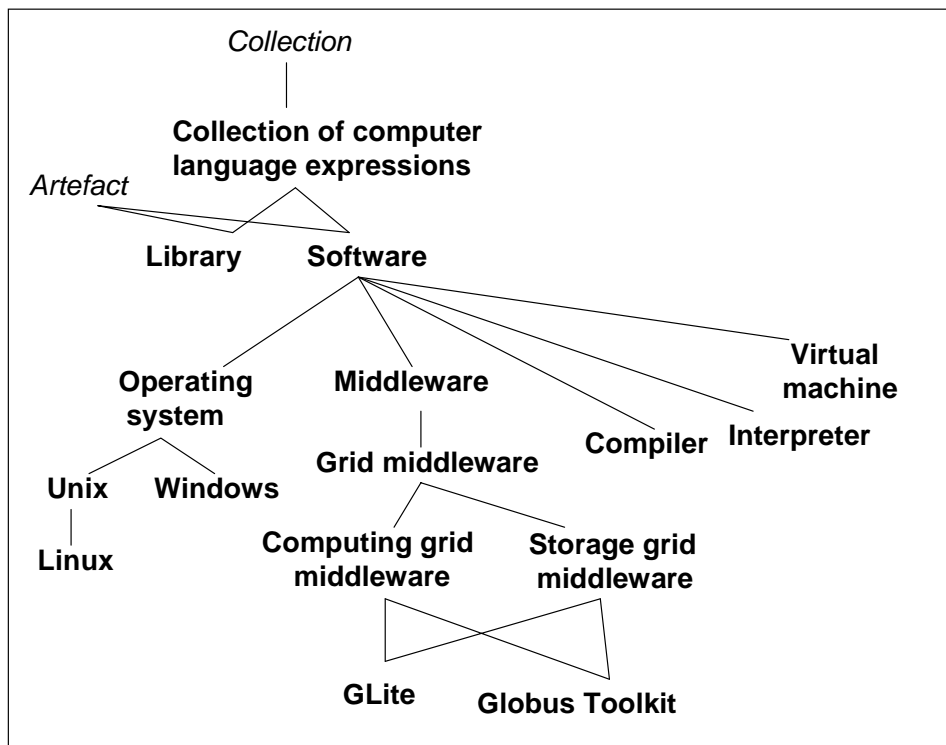 Collection
Collection of computer
language expressions
Artefact
Library
Software
Operating
system
Middleware
Virtual
machine
Compiler
Interpreter
Grid middleware
Unix
Windows
Linux
Computing grid
middleware
Storage grid
middleware
GLite
Globus Toolkit